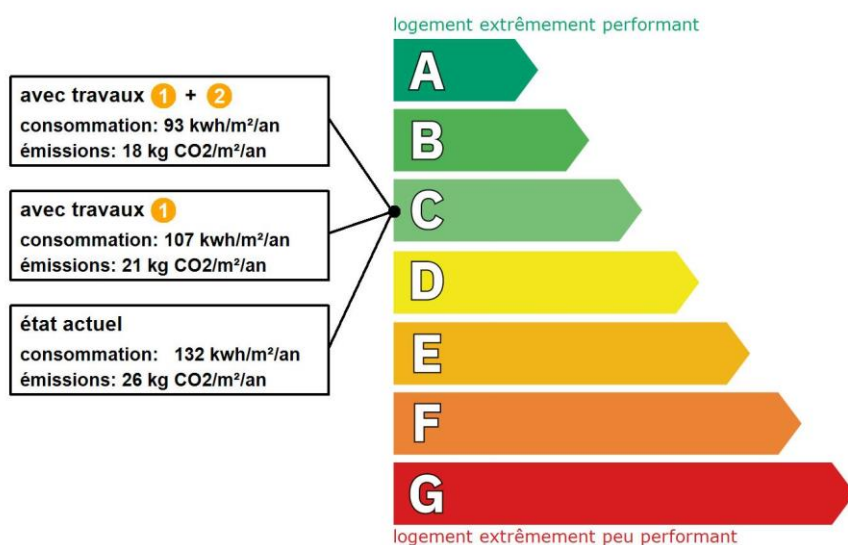 logement extrêmement performant
avec travaux 1 + 2
consommation: 93 kwh/m²/an
émissions: 18 kg CO2/m²/an
avec travaux 1
consommation: 107 kwh/m²/an
émissions: 21 kg CO2/m²/an
état actuel
consommation: 132 kwh/m²/an
émissions: 26 kg CO2/m²/an
A
B
C
D
E
F
G
logement extrêmement peu performant